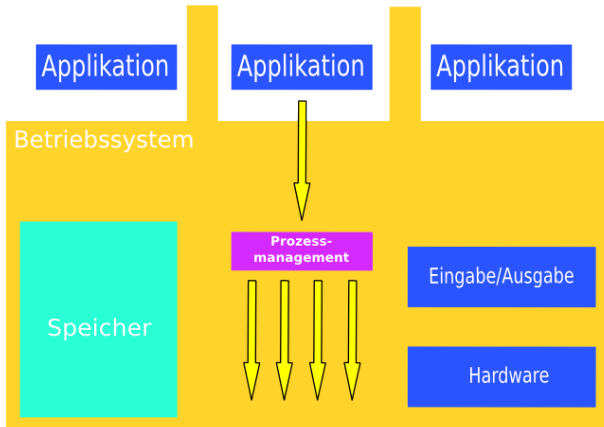 Applikation
Applikation
Applikation
Betriebssystem
Prozess-
management
Eingabe/Ausgabe
Speicher
Hardware